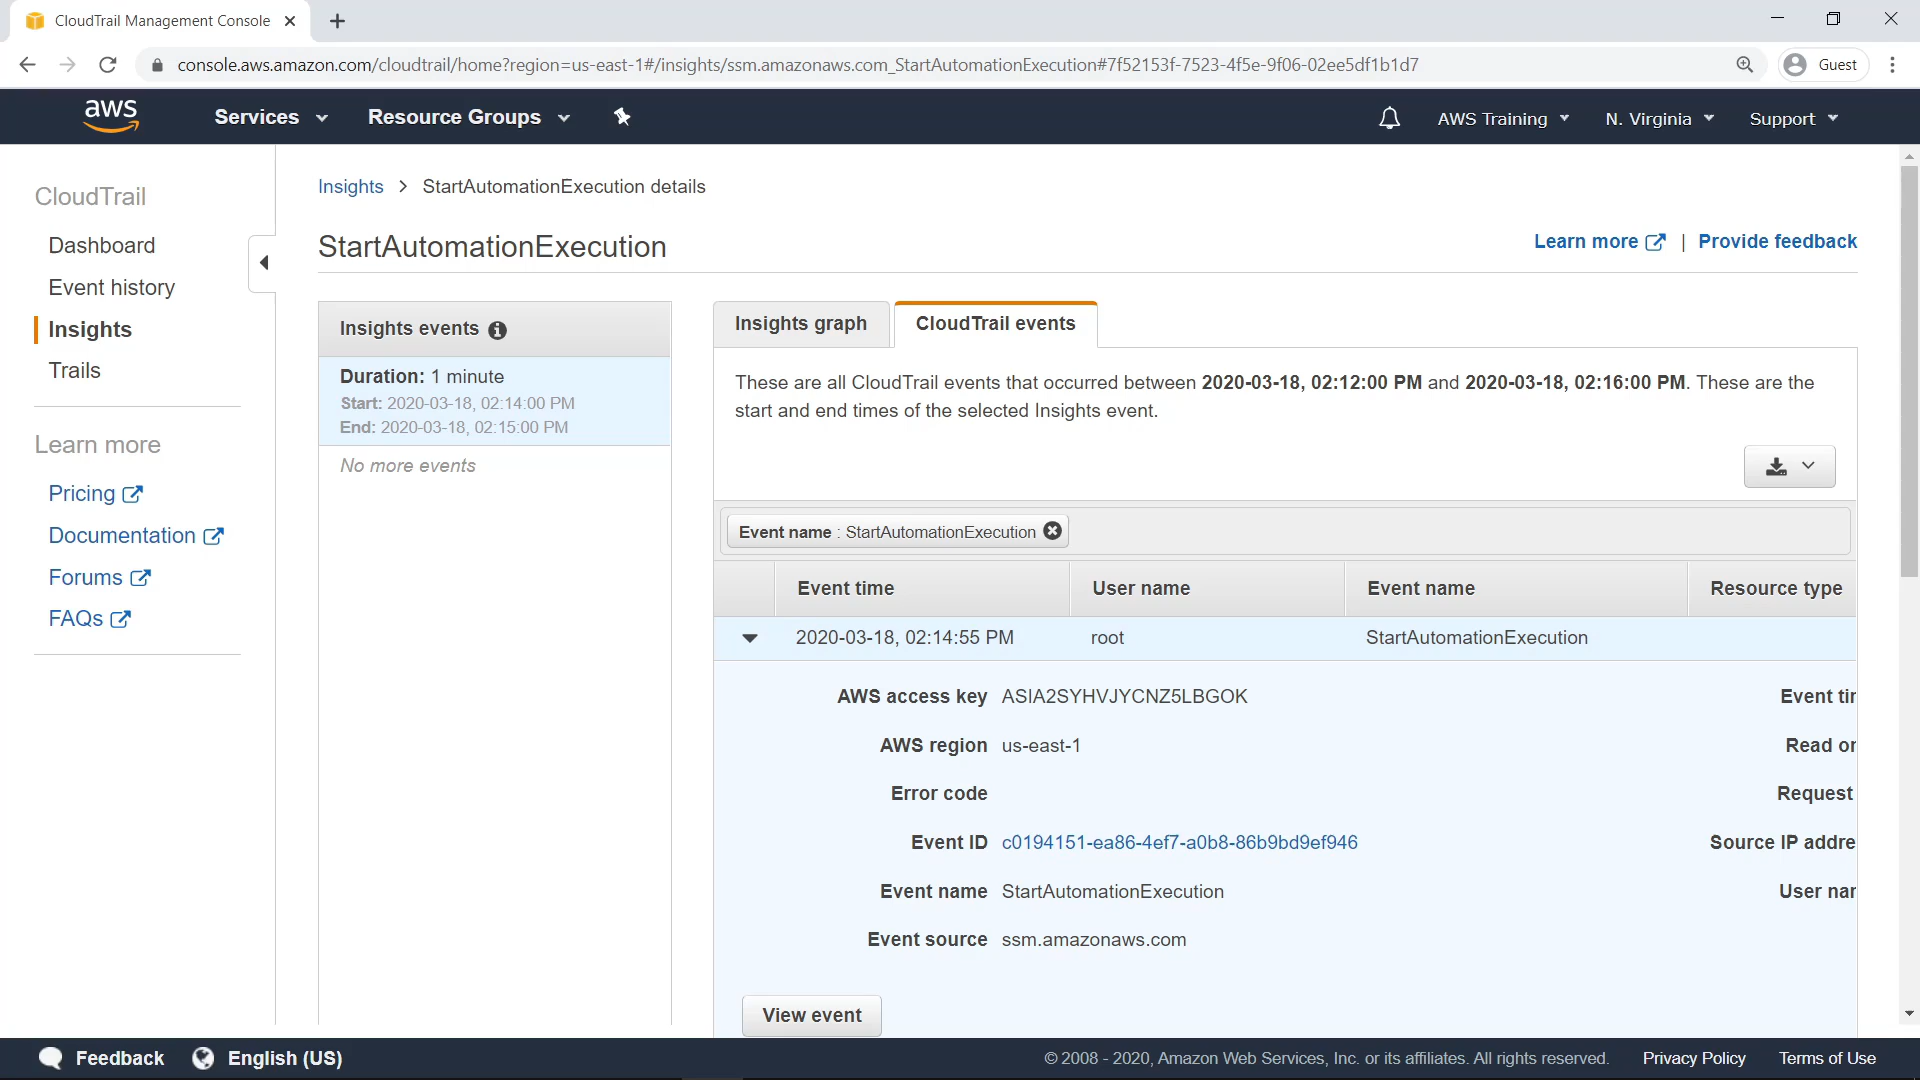 CloudTrail Management Console
console.aws.amazon.com/cloudtrail/home?region=us-east-1#/insights/ssm.amazonaws.com_StartAutomationExecution#7f52153f-7523-4f5e-9f06-02ee5df1b1d7
Guest
aws
Services
Resource Groups
AWS Training
N. Virginia
Support
CloudTrail
Dashboard
Event history
Insights
Trails
Learn more
Pricing
Documentation
Forums
FAQs
Insights > StartAutomationExecution details
StartAutomationExecution
Learn more | Provide feedback
Insights events
Duration: 1 minute
Start: 2020-03-18, 02:14:00 PM
End: 2020-03-18, 02:15:00 PM
No more events
Insights graph
CloudTrail events
These are all CloudTrail events that occurred between 2020-03-18, 02:12:00 PM and 2020-03-18, 02:16:00 PM. These are the
start and end times of the selected Insights event.
Event name : StartAutomationExecution
Event time User name Event name Resource type
2020-03-18, 02:14:55 PM root StartAutomationExecution
AWS access key ASIA2SYHVJYCNZ5LBGOK Event tir
AWS region us-east-1 Read or
Error code Request
Event ID c0194151-ea86-4ef7-a0b8-86b9bd9ef946 Source IP addre
Event name StartAutomationExecution User nar
Event source ssm.amazonaws.com
View event
Feedback
English (US)
© 2008 - 2020, Amazon Web Services, Inc. or its affiliates. All rights reserved.
Privacy Policy
Terms of Use